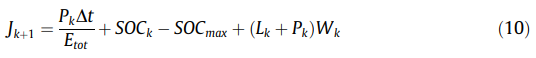 J_{k+1} = \frac{P_k \Delta t}{E_{tot}} + SOC_k - SOC_{max} + (L_k + P_k)W_k (10)